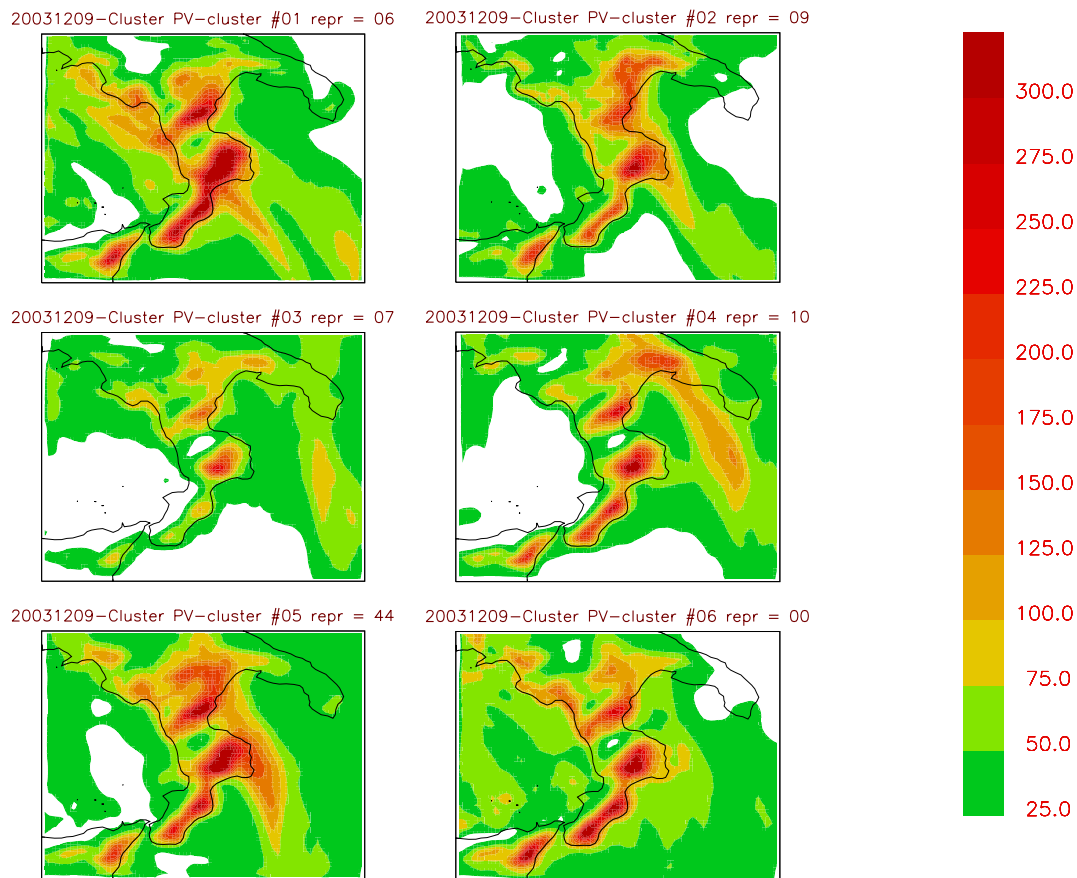 20031209-Cluster PV-cluster #01 repr = 06
20031209-Cluster PV-cluster #02 repr = 09
20031209-Cluster PV-cluster #03 repr = 07
20031209-Cluster PV-cluster #04 repr = 10
20031209-Cluster PV-cluster #05 repr = 44
20031209-Cluster PV-cluster #06 repr = 00
300.0
275.0
250.0
225.0
200.0
175.0
150.0
125.0
100.0
75.0
50.0
25.0